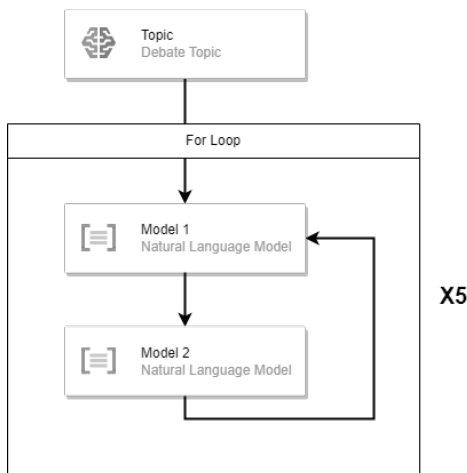 Topic
Debate Topic
For Loop
Model 1
Natural Language Model
X5
Model 2
Natural Language Model